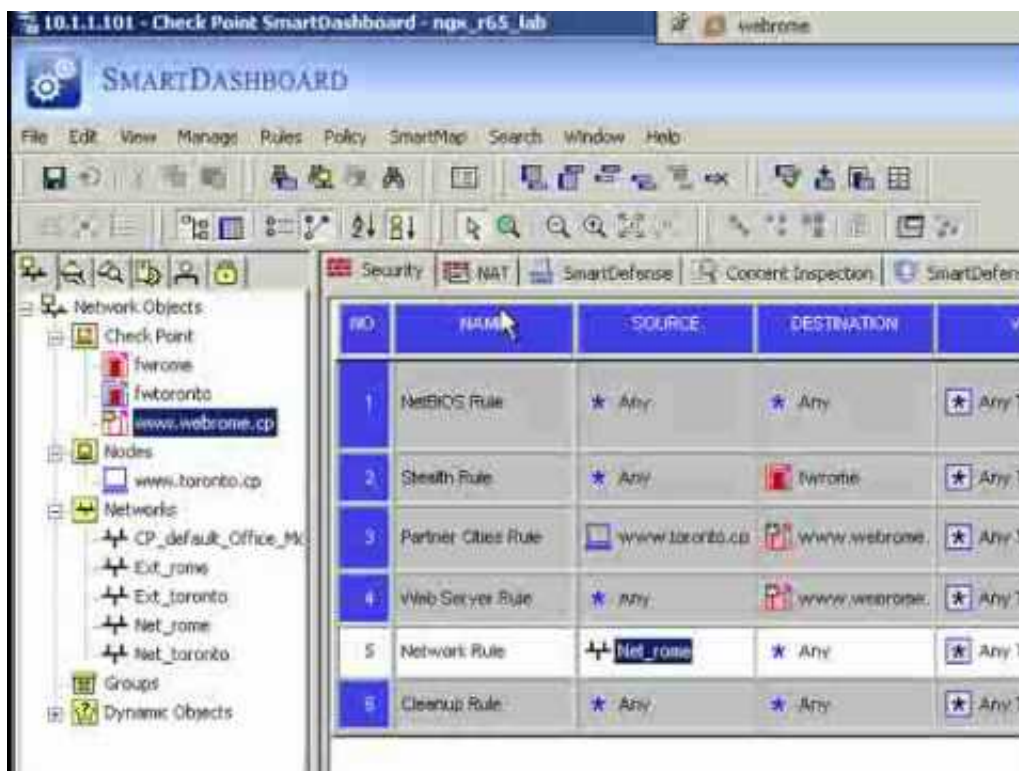 10.1.1.101 - Check Point SmartDashboard - ngx_r65_lab
webrome
SMARTDASHBOARD
File Edit View Manage Rules Policy SmartMap Search Window Help
Security NAT SmartDefense Content Inspection SmartDefens
Network Objects
Check Point
fwrome
fwtoronto
www.webrome.cp
Nodes
www.toronto.cp
Networks
CP_default_Office_Mo
Ext_rome
Ext_toronto
Net_rome
Net_toronto
Groups
Dynamic Objects
NO NAME SOURCE DESTINATION V
1 NetBIOS Rule Any Any Any T
2 Stealth Rule Any fwrome Any T
3 Partner Cities Rule www.toronto.cp www.webrome. Any T
4 Web Server Rule Any www.webrome. Any T
5 Network Rule Net_rome Any Any T
6 Cleanup Rule Any Any Any T